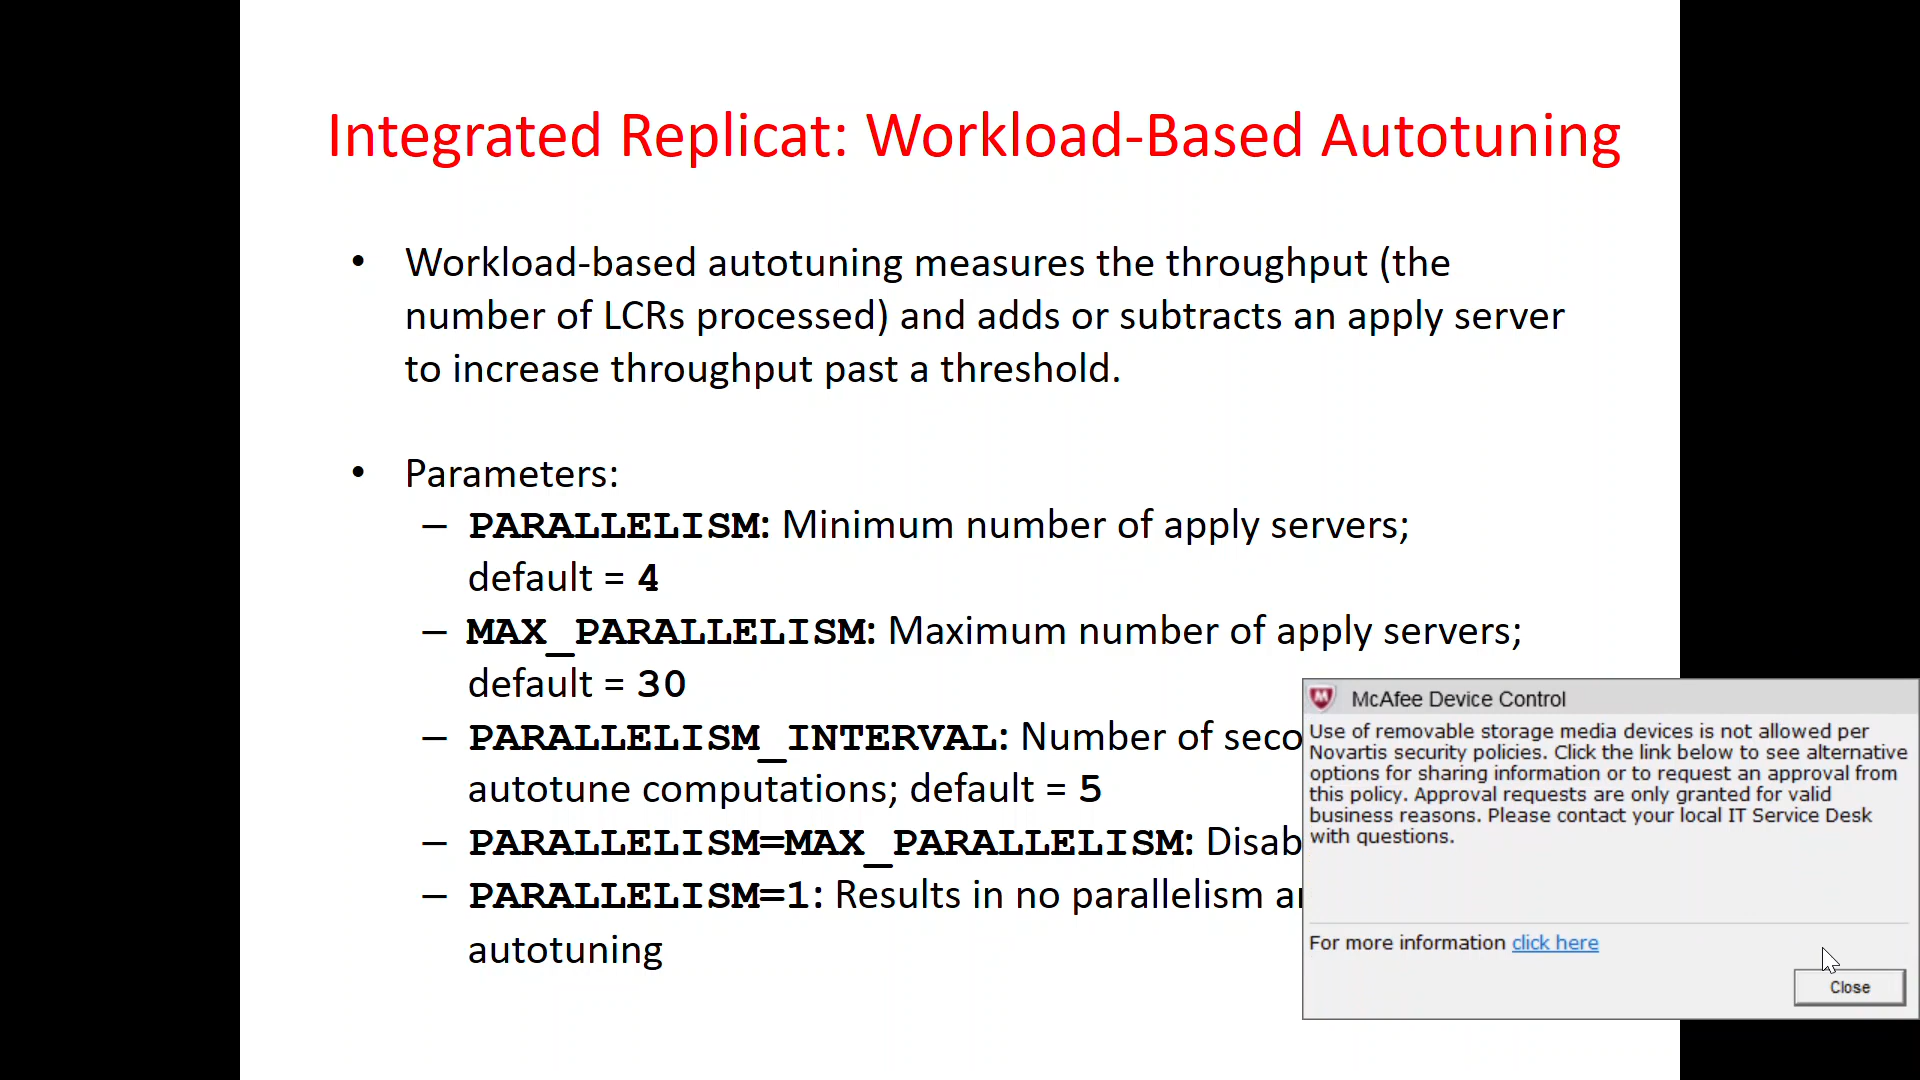 Integrated Replicat: Workload-Based Autotuning
• Workload-based autotuning measures the throughput (the
number of LCRs processed) and adds or subtracts an apply server
to increase throughput past a threshold.
• Parameters:
– PARALLELISM: Minimum number of apply servers;
default = 4
– MAX_PARALLELISM: Maximum number of apply servers;
default = 30
– PARALLELISM_INTERVAL: Number of
autotune computations; default = 5
– PARALLELISM=MAX_PARALLELISM:
– PARALLELISM=1: Results in no parallelism
autotuning
McAfee Device Control
Use of removable storage media devices is not allowed per
Novartis security policies. Click the link below to see alternative
options for sharing information or to request an approval from
this policy. Approval requests are only granted for valid
business reasons. Please contact your local IT Service Desk
with questions.
For more information click here
Close